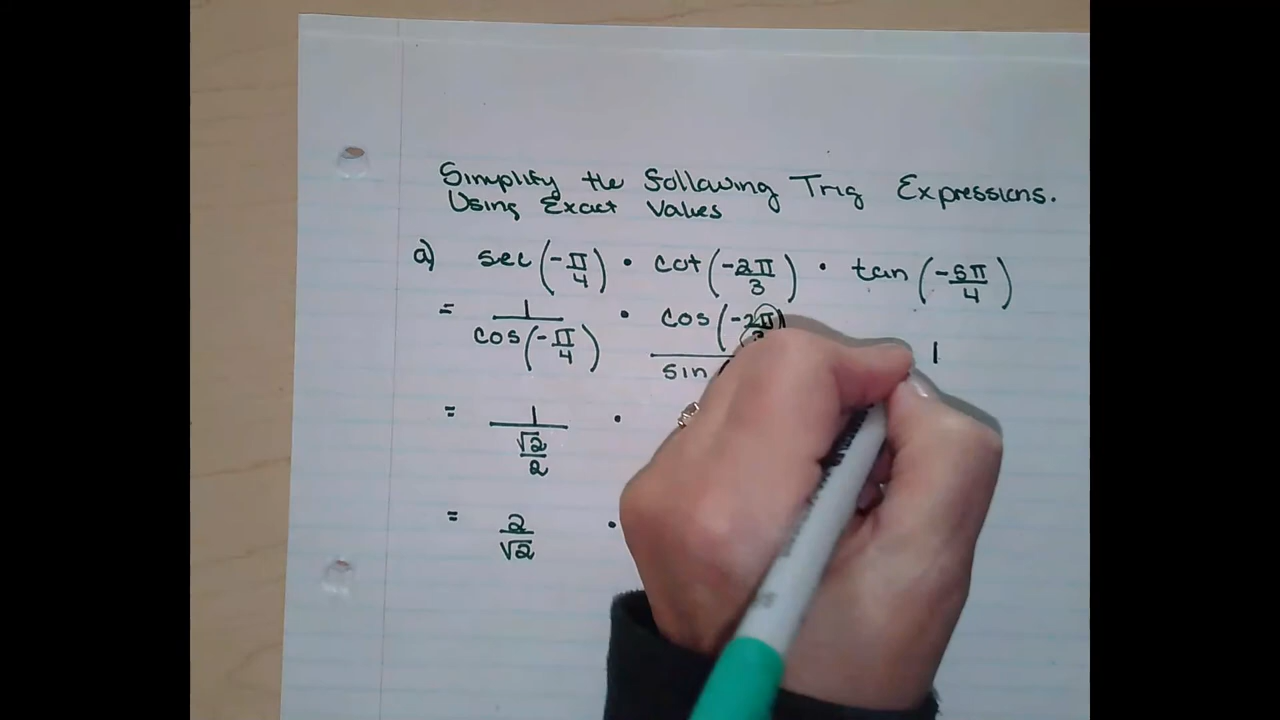 Simplify the following Trig Expressions.
Using Exact Values
a) sec(-π/4) · cot(-2π/3) · tan(-5π/4)
= 1/cos(-π/4) · cos(-2π/ sin( 1
= 1/(√2/2) ·
= 2/√2 ·